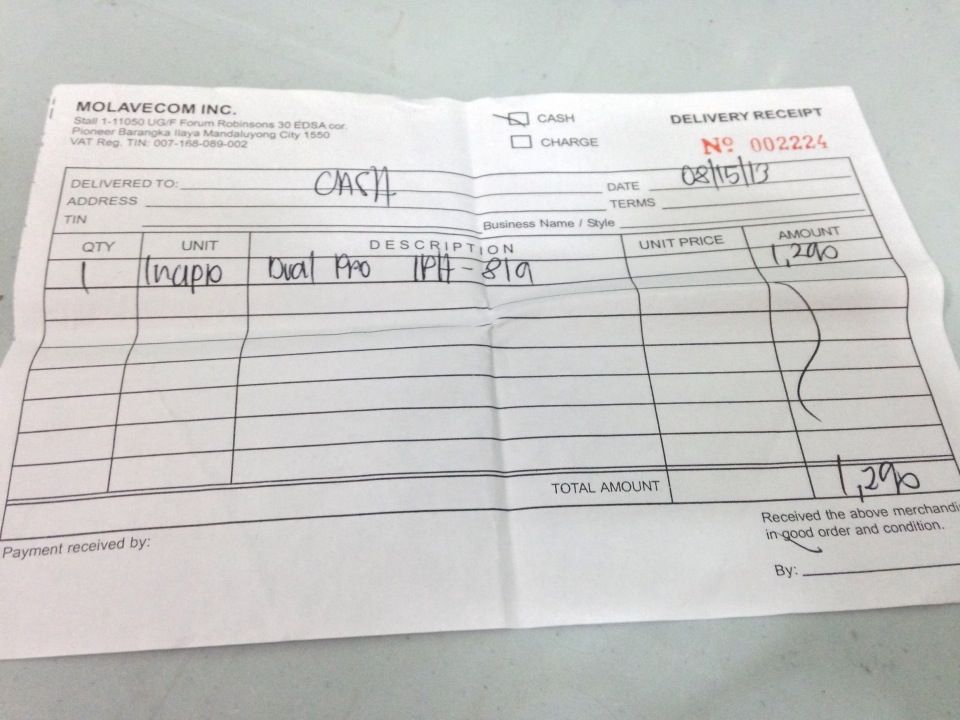 MOLAVECOM INC.
Stall 1-11050 UG/F Forum Robinsons 30 EDSA cor.
Pioneer Barangka Ilaya Mandaluyong City 1550
VAT Reg. TIN: 007-168-089-002
CASH
CHARGE
DELIVERY RECEIPT
Nº 002224
DELIVERED TO: CASH
DATE 08/15/13
ADDRESS
TERMS
TIN
Business Name / Style
QTY UNIT DESCRIPTION UNIT PRICE AMOUNT
1 Incipio Dual Pro IPH - 819 1,290
TOTAL AMOUNT 1,290
Payment received by:
Received the above merchandi
in good order and condition.
By: